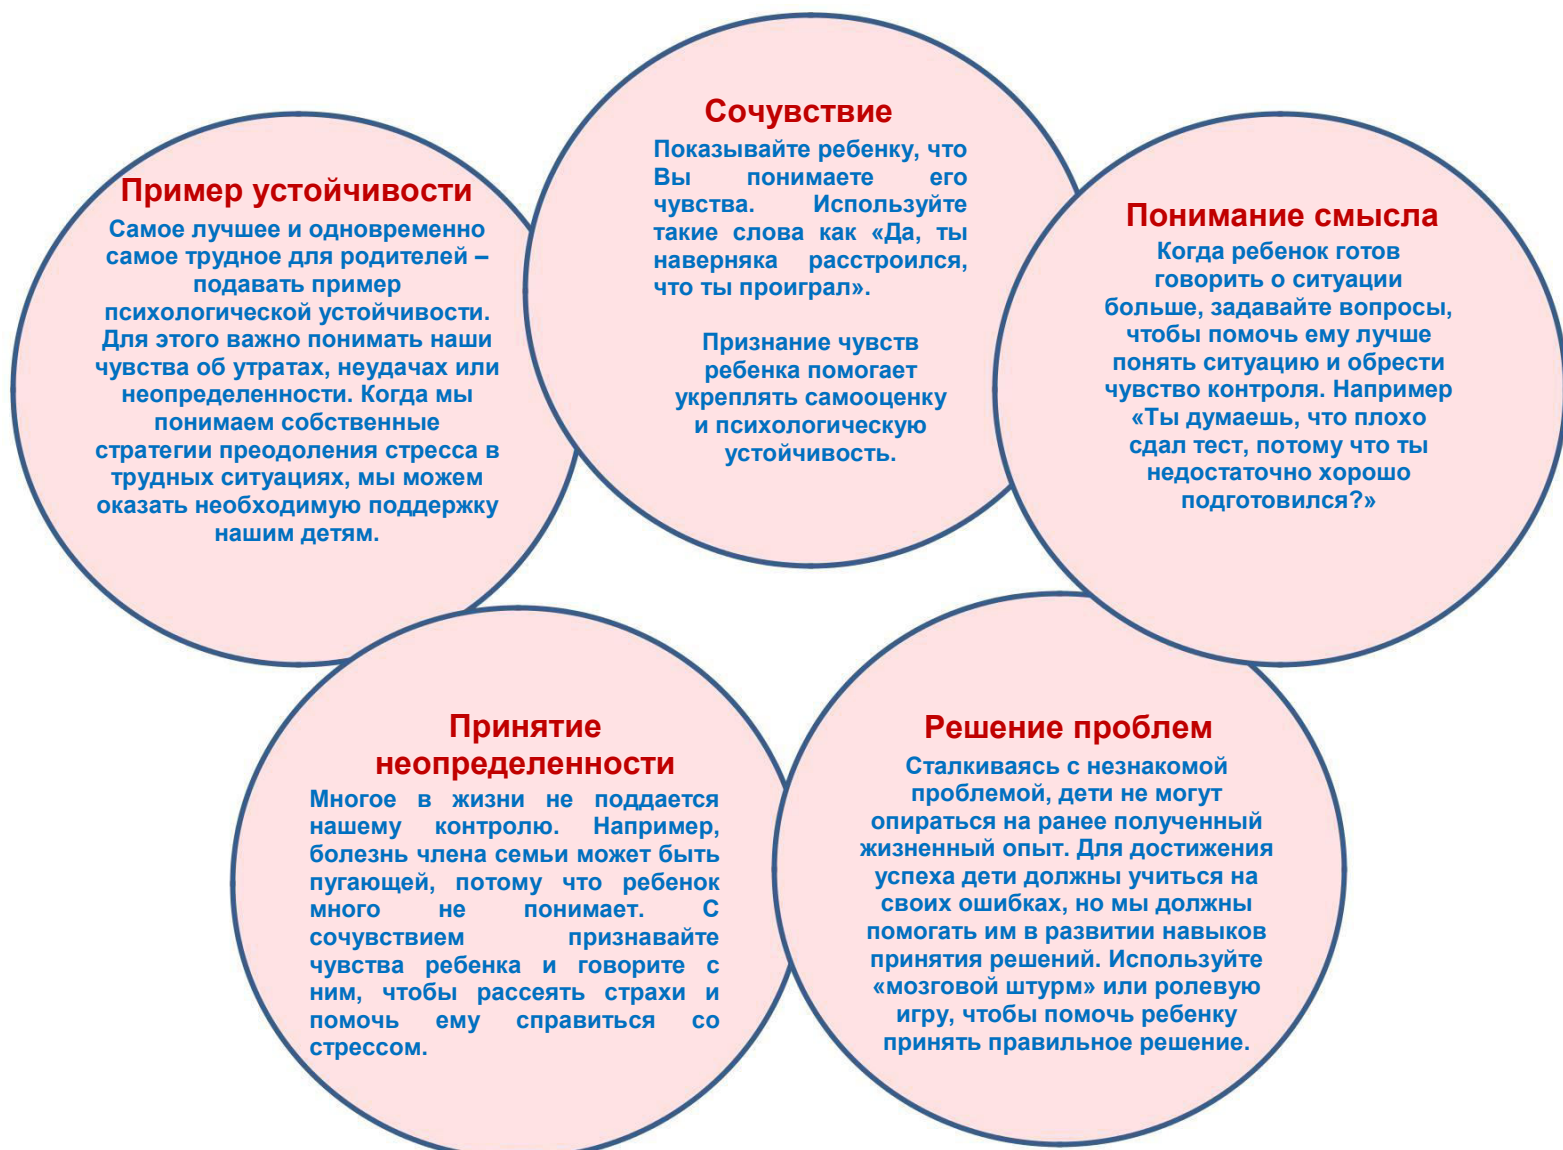 Пример устойчивости
Самое лучшее и одновременно
самое трудное для родителей –
подавать пример
психологической устойчивости.
Для этого важно понимать наши
чувства об утратах, неудачах или
неопределенности. Когда мы
понимаем собственные
стратегии преодоления стресса в
трудных ситуациях, мы можем
оказать необходимую поддержку
нашим детям.
Сочувствие
Показывайте ребенку, что
Вы понимаете его
чувства. Используйте
такие слова как «Да, ты
наверняка расстроился,
что ты проиграл».
Признание чувств
ребенка помогает
укреплять самооценку
и психологическую
устойчивость.
Понимание смысла
Когда ребенок готов
говорить о ситуации
больше, задавайте вопросы,
чтобы помочь ему лучше
понять ситуацию и обрести
чувство контроля. Например
«Ты думаешь, что плохо
сдал тест, потому что ты
недостаточно хорошо
подготовился?»
Принятие
неопределенности
Многое в жизни не поддается
нашему контролю. Например,
болезнь члена семьи может быть
пугающей, потому что ребенок
много не понимает. С
сочувствием признавайте
чувства ребенка и говорите с
ним, чтобы рассеять страхи и
помочь ему справиться со
стрессом.
Решение проблем
Сталкиваясь с незнакомой
проблемой, дети не могут
опираться на ранее полученный
жизненный опыт. Для достижения
успеха дети должны учиться на
своих ошибках, но мы должны
помогать им в развитии навыков
принятия решений. Используйте
«мозговой штурм» или ролевую
игру, чтобы помочь ребенку
принять правильное решение.